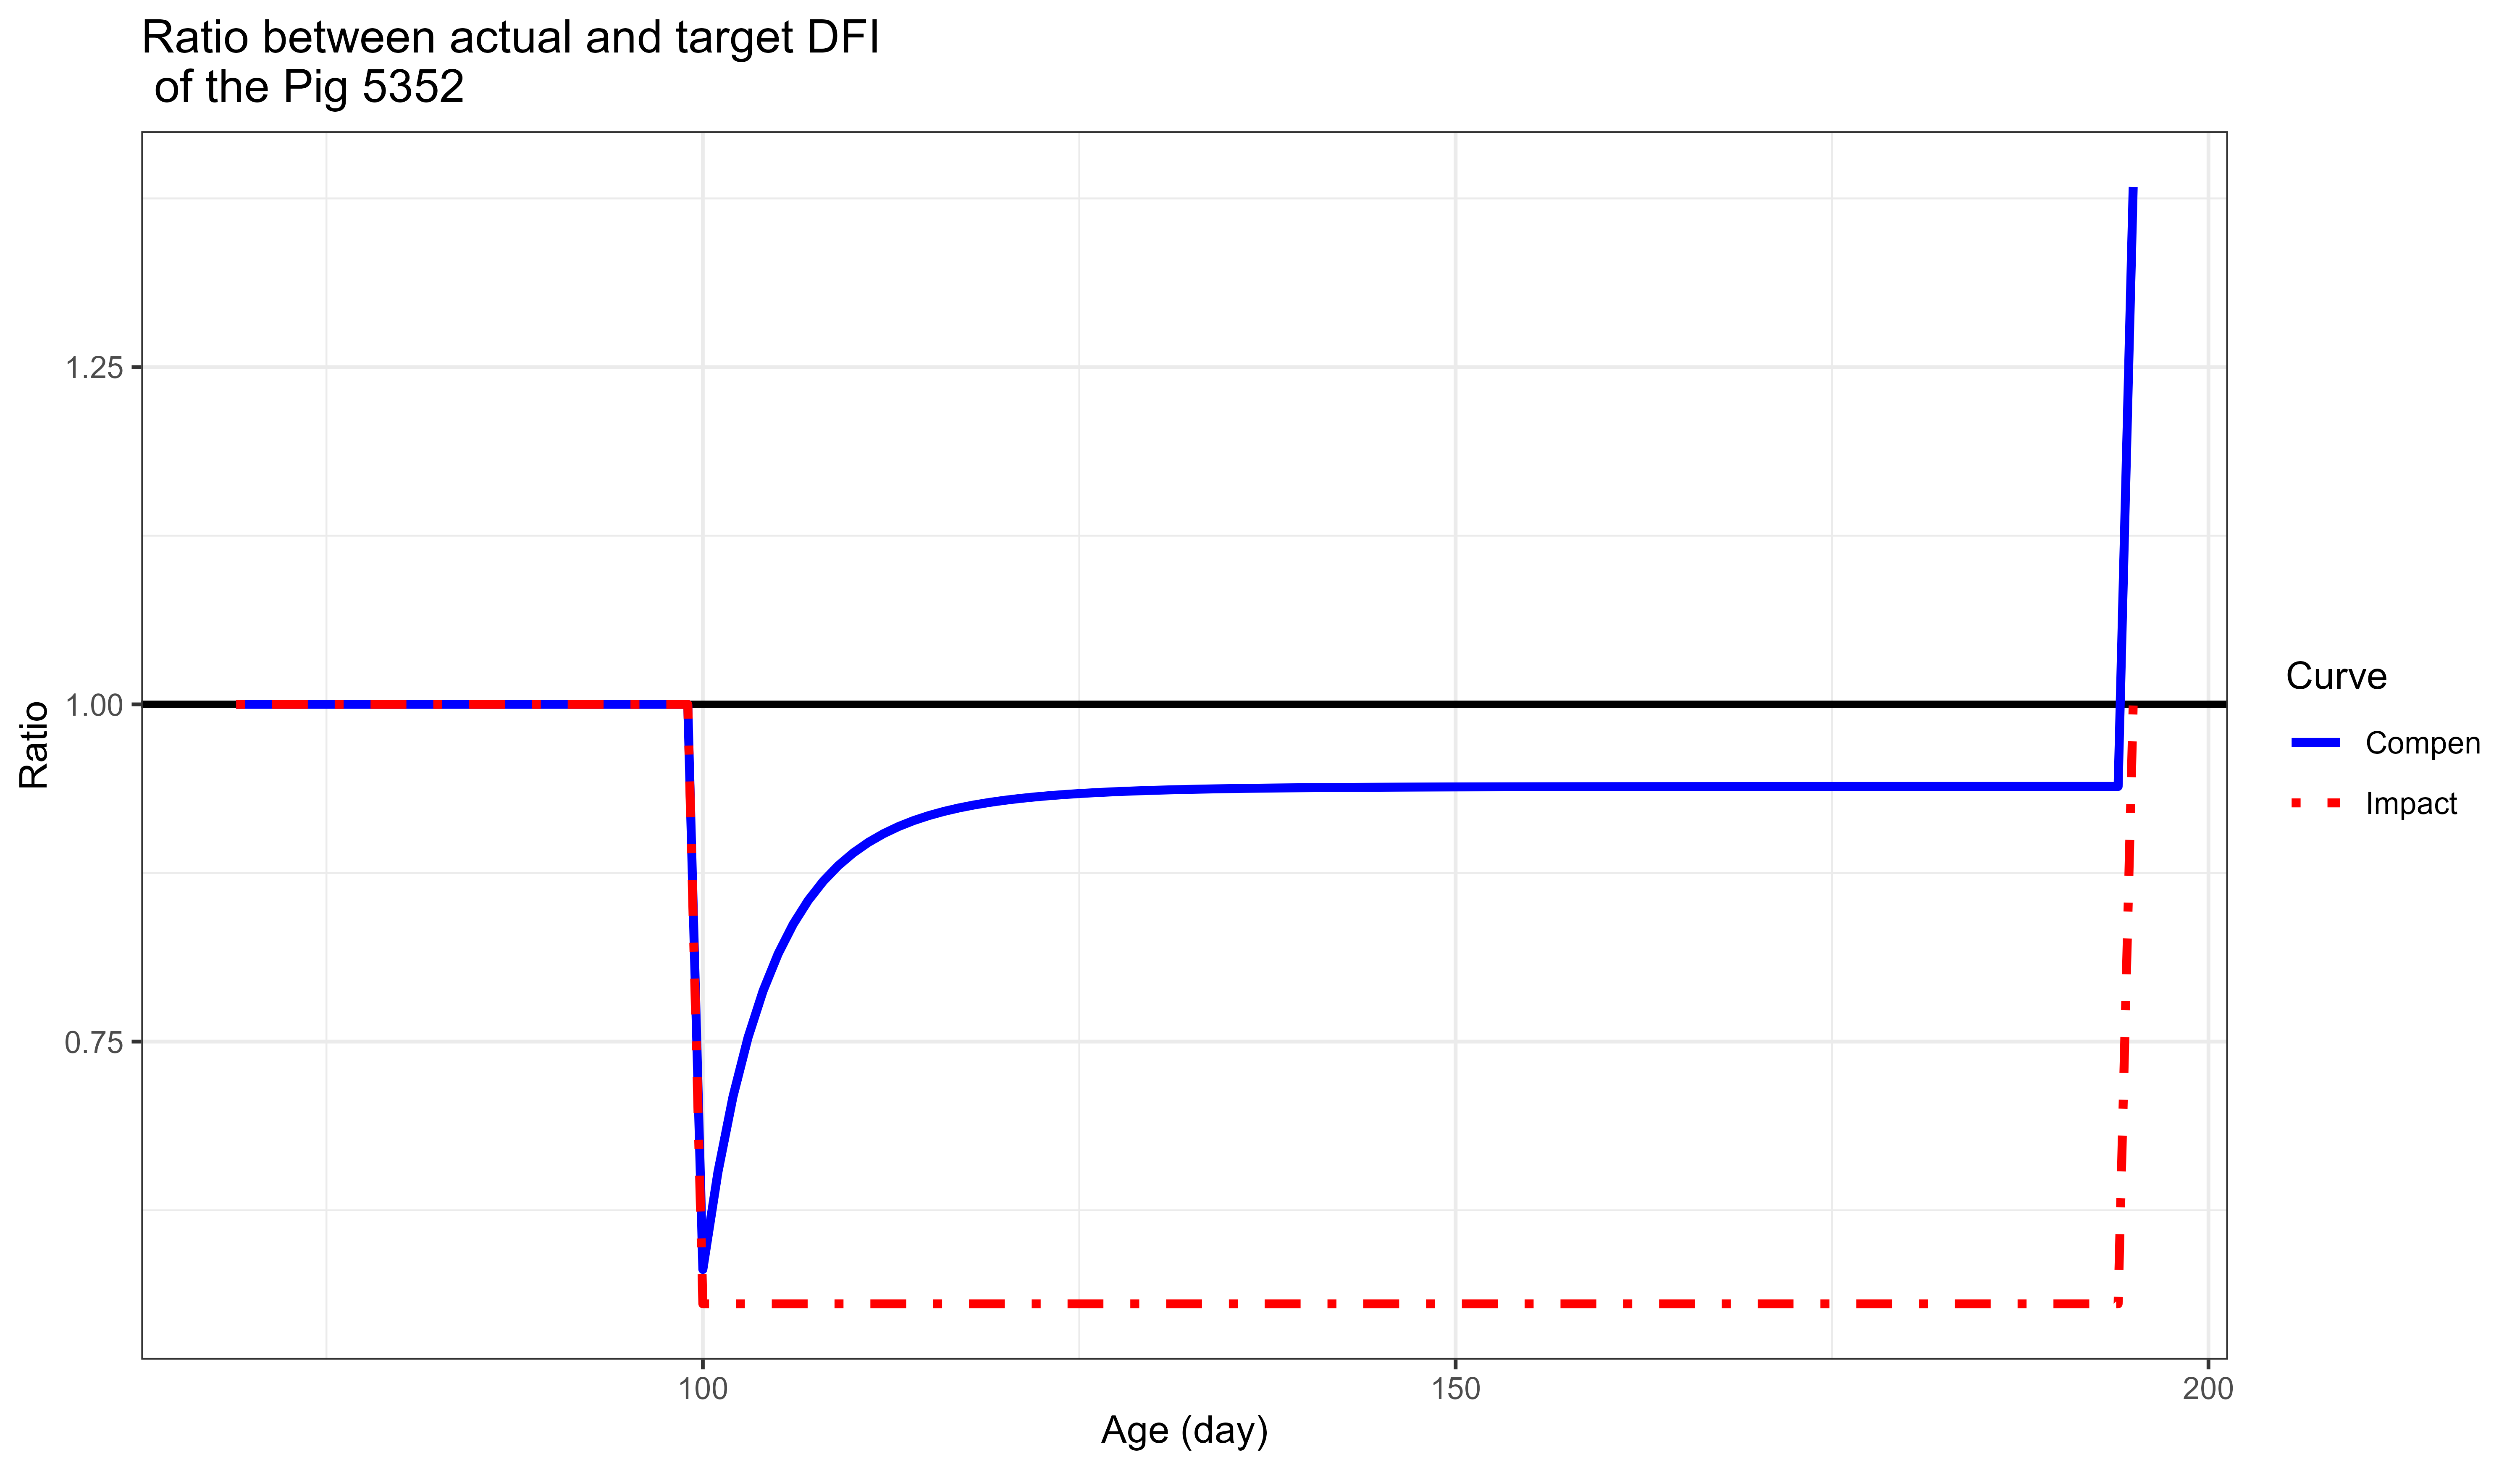 Ratio between actual and target DFI
of the Pig 5352
Ratio
1.25
1.00
0.75
100
150
200
Age (day)
Curve
Compen
Impact